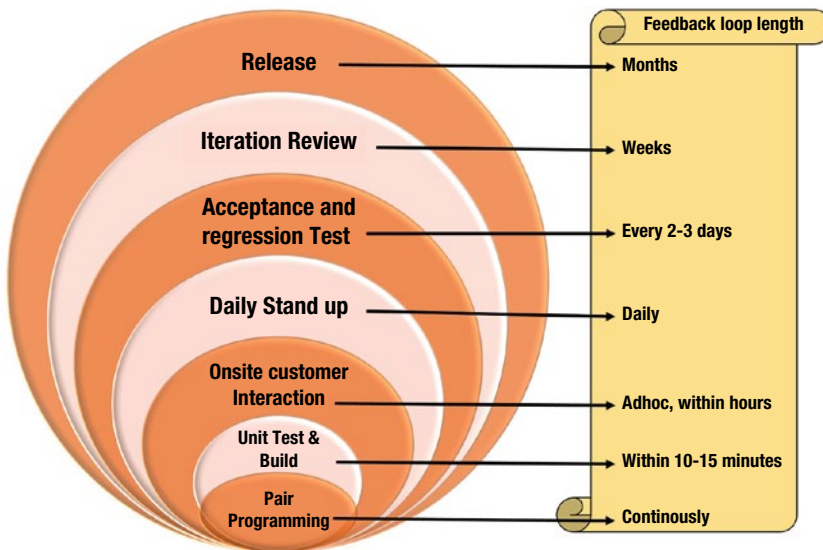 Feedback loop length
Release
Months
Iteration Review
Weeks
Acceptance and
regression Test
Every 2-3 days
Daily Stand up
Daily
Onsite customer
Interaction
Adhoc, within hours
Unit Test &
Build
Within 10-15 minutes
Pair
Programming
Continously